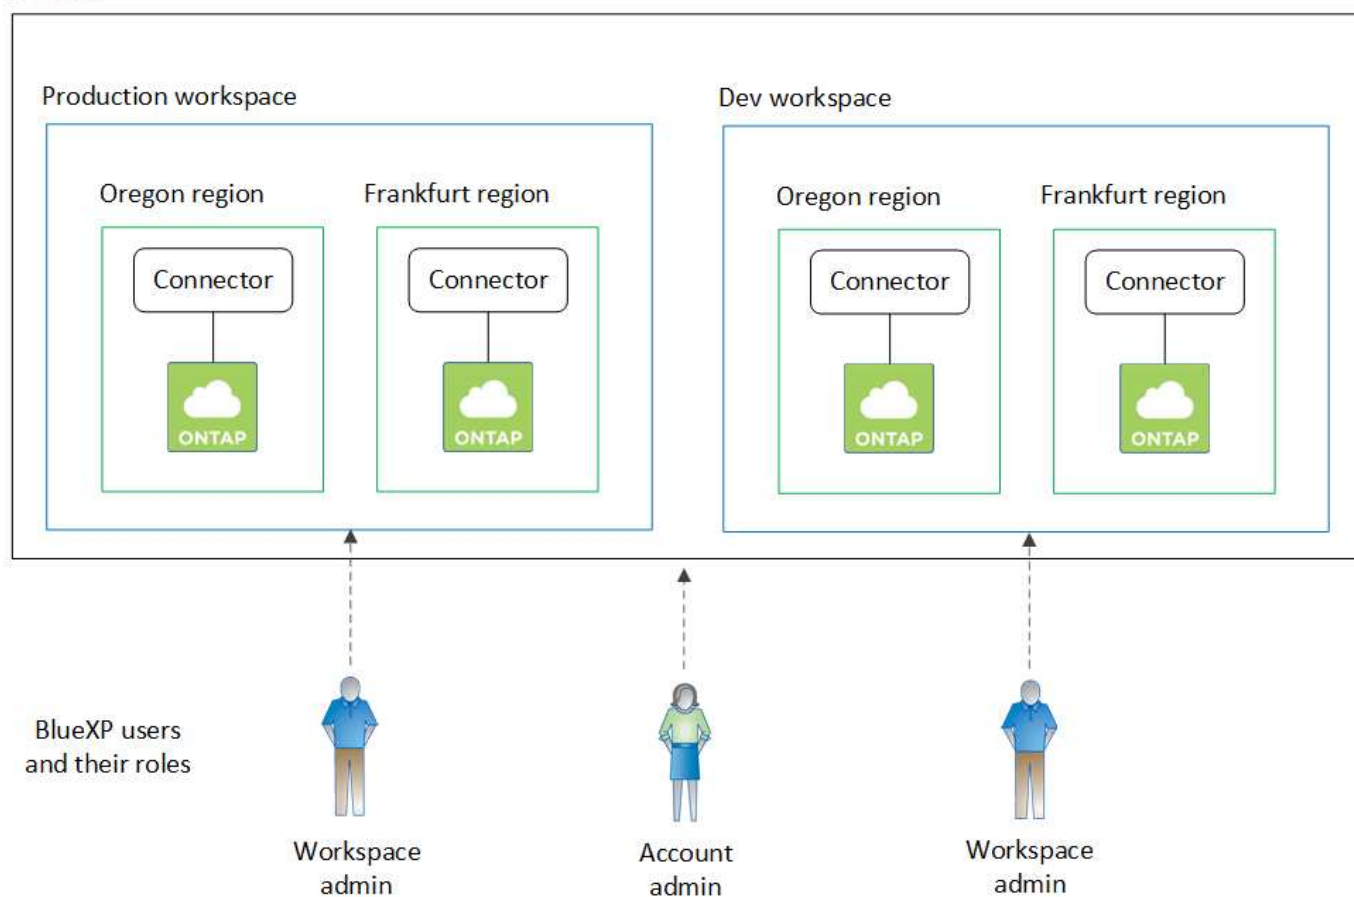 Production workspace
Dev workspace
Oregon region
Frankfurt region
Oregon region
Frankfurt region
Connector
Connector
Connector
Connector
ONTAP
ONTAP
ONTAP
ONTAP
BlueXP users
and their roles
Workspace
admin
Account
admin
Workspace
admin